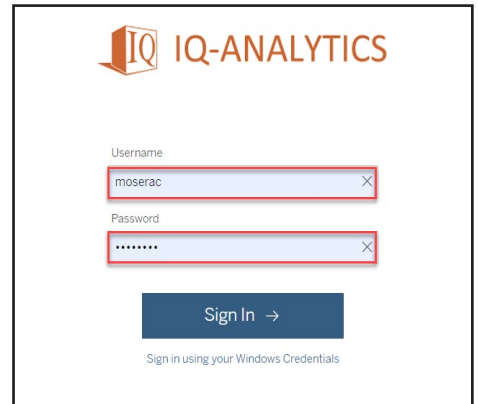 IQ IQ-ANALYTICS
Username
moserac
Password
••••••••
Sign In →
Sign in using your Windows Credentials